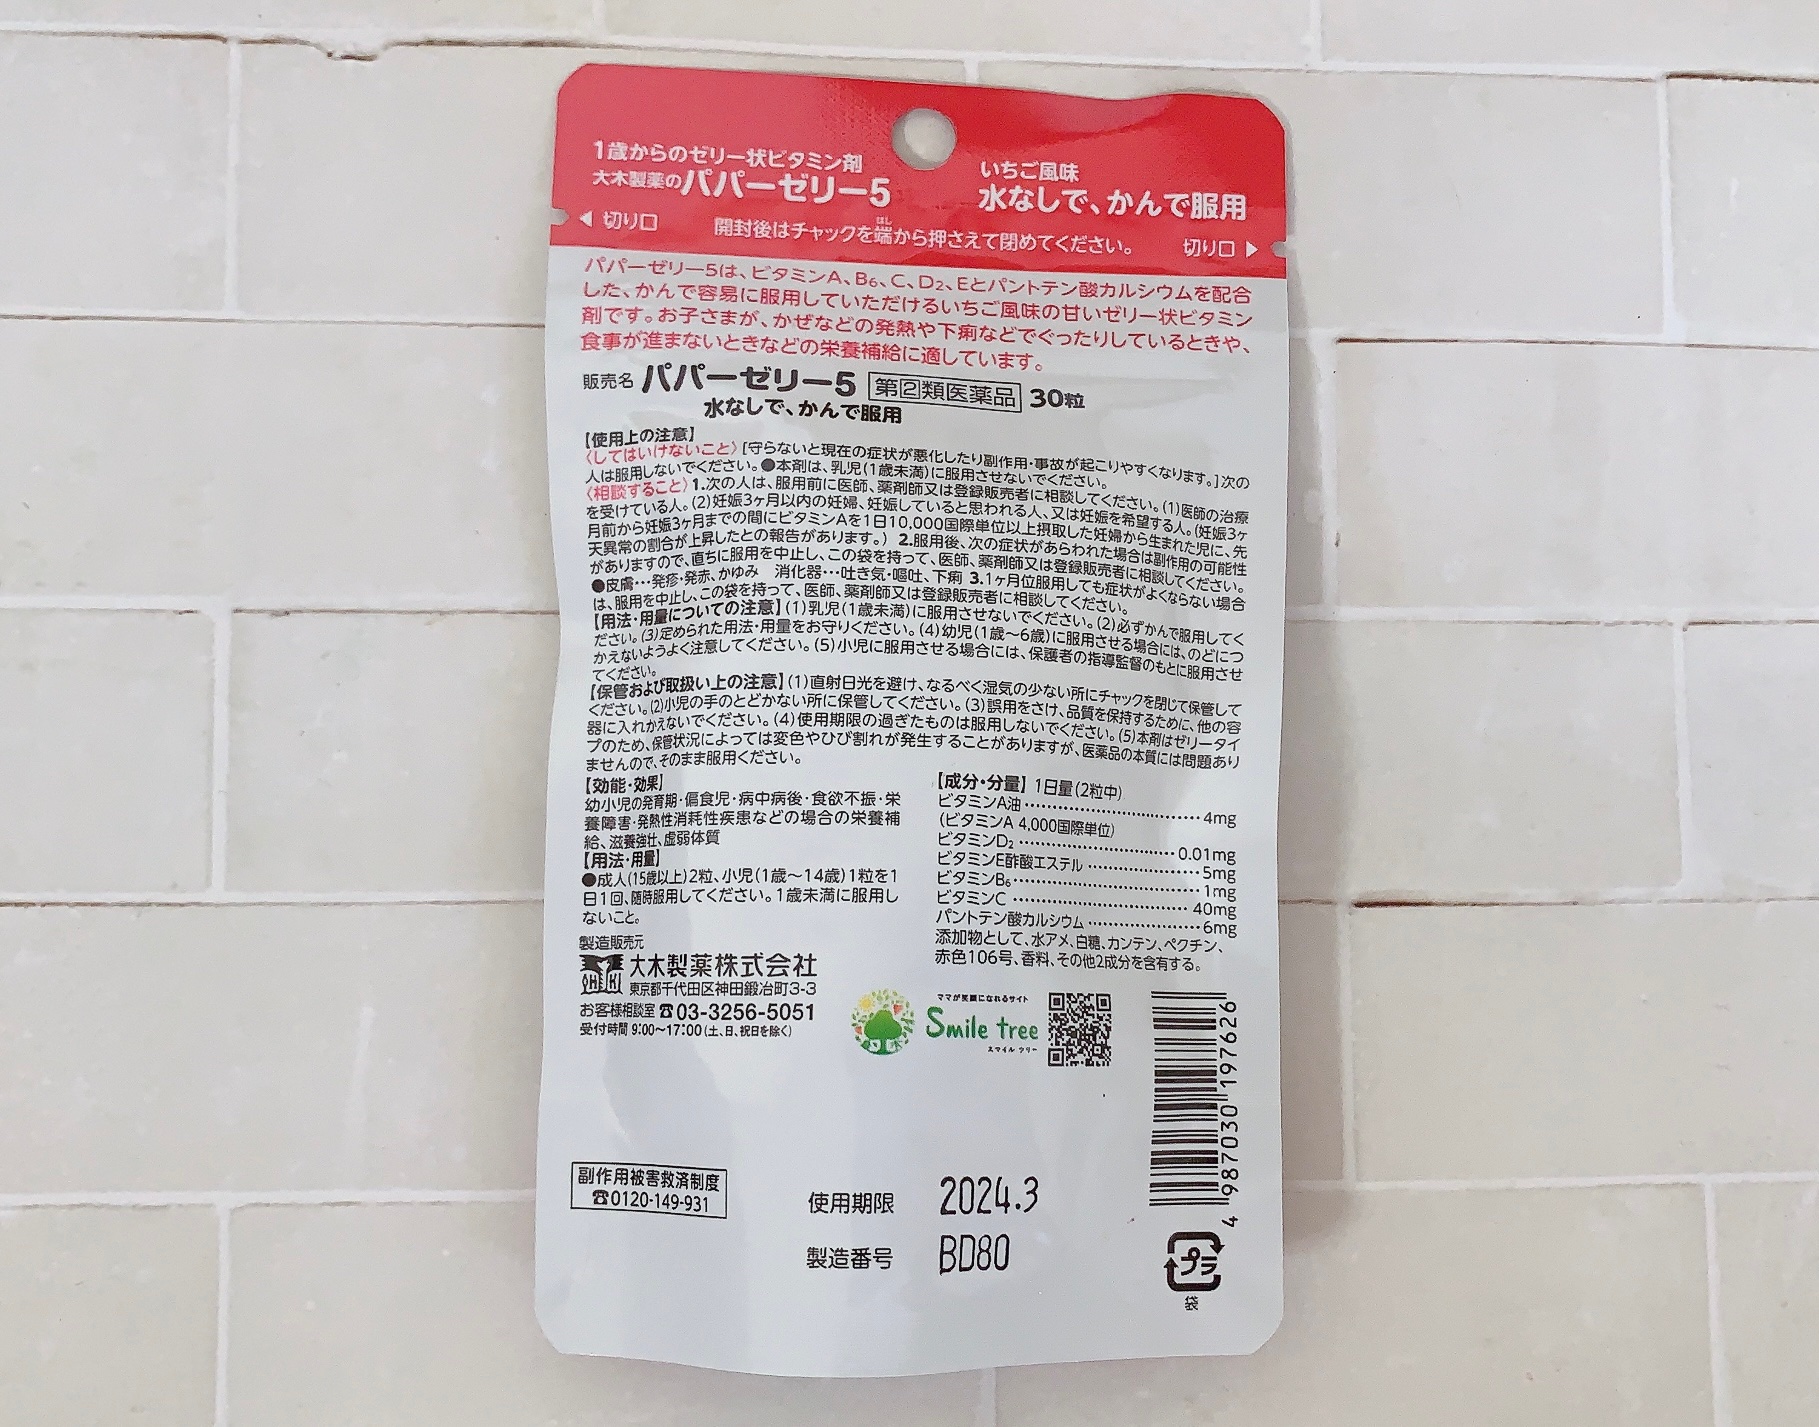 1歳からのゼリー状ビタミン剤
大木製薬のパパーゼリー5
いちご風味
水なしで、かんで服用
◀ 切り口
開封後はチャックを端から押さえて閉めてください。
はし
切り口 ▶
パパーゼリー5は、ビタミンA、B6、C、D2、Eとパントテン酸カルシウムを配合
した、かんで容易に服用していただけるいちご風味の甘いゼリー状ビタミン
剤です。お子さまが、かぜなどの発熱や下痢などでぐったりしているときや、
食事が進まないときなどの栄養補給に適しています。
販売名 パパーゼリー5 第②類医薬品 30粒
水なしで、かんで服用
【使用上の注意】
〈してはいけないこと〉[守らないと現在の症状が悪化したり副作用・事故が起こりやすくなります。]次の
人は服用しないでください。●本剤は、乳児(1歳未満)に服用させないでください。
〈相談すること〉1.次の人は、服用前に医師、薬剤師又は登録販売者に相談してください。(1)医師の治療
を受けている人。(2)妊娠3ヶ月以内の妊婦、妊娠していると思われる人、又は妊娠を希望する人。(妊娠3ヶ
月前から妊娠3ヶ月までの間にビタミンAを1日10,000国際単位以上摂取した妊婦から生まれた児に、先
天異常の割合が上昇したとの報告があります。) 2.服用後、次の症状があらわれた場合は副作用の可能性
がありますので、直ちに服用を中止し、この袋を持って、医師、薬剤師又は登録販売者に相談してください。
●皮膚…発疹・発赤、かゆみ 消化器…吐き気・嘔吐、下痢 3.1ヶ月位服用しても症状がよくならない場合
は、服用を中止し、この袋を持って、医師、薬剤師又は登録販売者に相談してください。
【用法・用量についての注意】(1)乳児(1歳未満)に服用させないでください。(2)必ずかんで服用してく
ださい。(3)定められた用法・用量をお守りください。(4)幼児(1歳〜6歳)に服用させる場合には、のどにつ
かえないようよく注意してください。(5)小児に服用させる場合には、保護者の指導監督のもとに服用させ
てください。
【保管および取扱い上の注意】(1)直射日光を避け、なるべく湿気の少ない所にチャックを閉じて保管して
ください。(2)小児の手のとどかない所に保管してください。(3)誤用をさけ、品質を保持するために、他の容
器に入れかえないでください。(4)使用期限の過ぎたものは服用しないでください。(5)本剤はゼリータイ
プのため、保管状況によっては変色やひび割れが発生することがありますが、医薬品の本質には問題あり
ませんので、そのまま服用ください。
【効能・効果】
幼小児の発育期・偏食児・病中病後・食欲不振・栄
養障害・発熱性消耗性疾患などの場合の栄養補
給、滋養強壮、虚弱体質
【用法・用量】
●成人(15歳以上)2粒、小児(1歳〜14歳)1粒を1
日1回、随時服用してください。1歳未満に服用し
ないこと。
【成分・分量】1日量(2粒中)
ビタミンA油………4mg
(ビタミンA 4,000国際単位)
ビタミンD2………0.01mg
ビタミンE酢酸エステル………5mg
ビタミンB6………1mg
ビタミンC………40mg
パントテン酸カルシウム………6mg
添加物として、水アメ、白糖、カンテン、ペクチン、
赤色106号、香料、その他2成分を含有する。
製造販売元
OHKI
大木製薬株式会社
東京都千代田区神田鍛冶町3-3
お客様相談室 ☎03-3256-5051
受付時間 9:00〜17:00(土、日、祝日を除く)
ママが笑顔になれるサイト
Smile tree
スマイル ツリー
4 987030 197626
副作用被害救済制度
☎0120-149-931
使用期限 2024.3
製造番号 BD80
プラ
袋